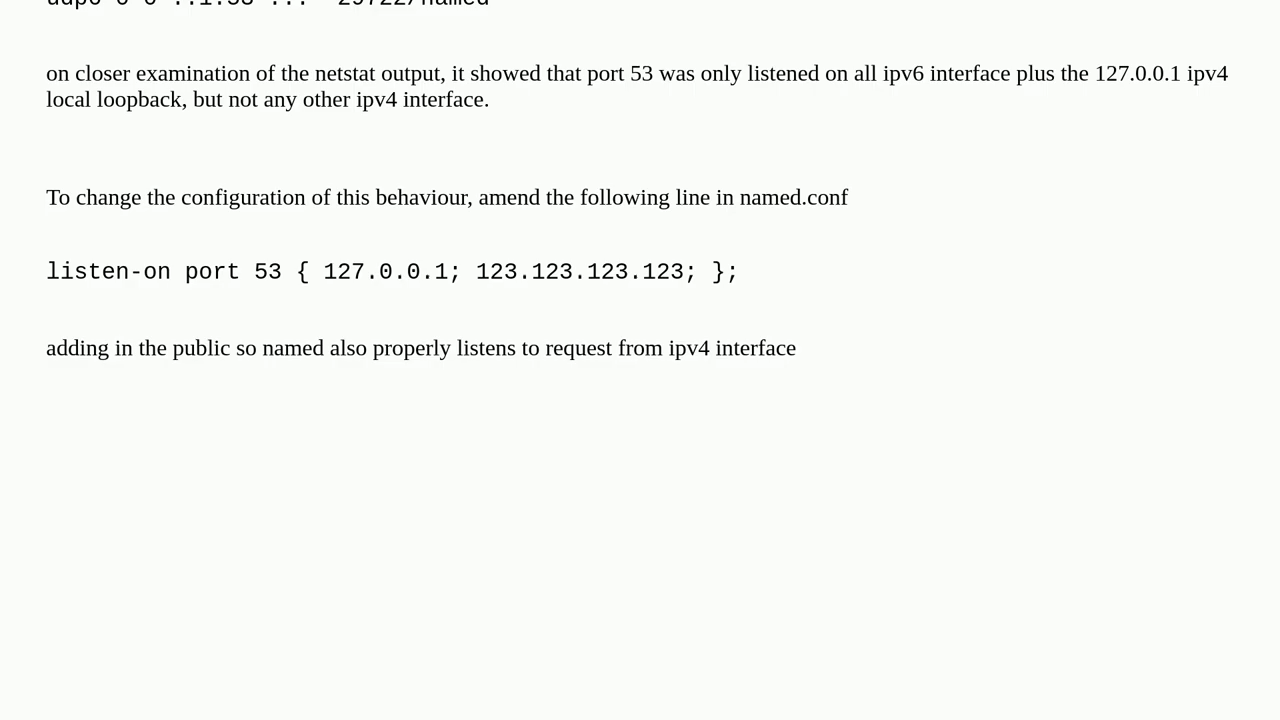 on closer examination of the netstat output, it showed that port 53 was only listened on all ipv6 interface plus the 127.0.0.1 ipv4
local loopback, but not any other ipv4 interface.
To change the configuration of this behaviour, amend the following line in named.conf
listen-on port 53 { 127.0.0.1; 123.123.123.123; };
adding in the public so named also properly listens to request from ipv4 interface